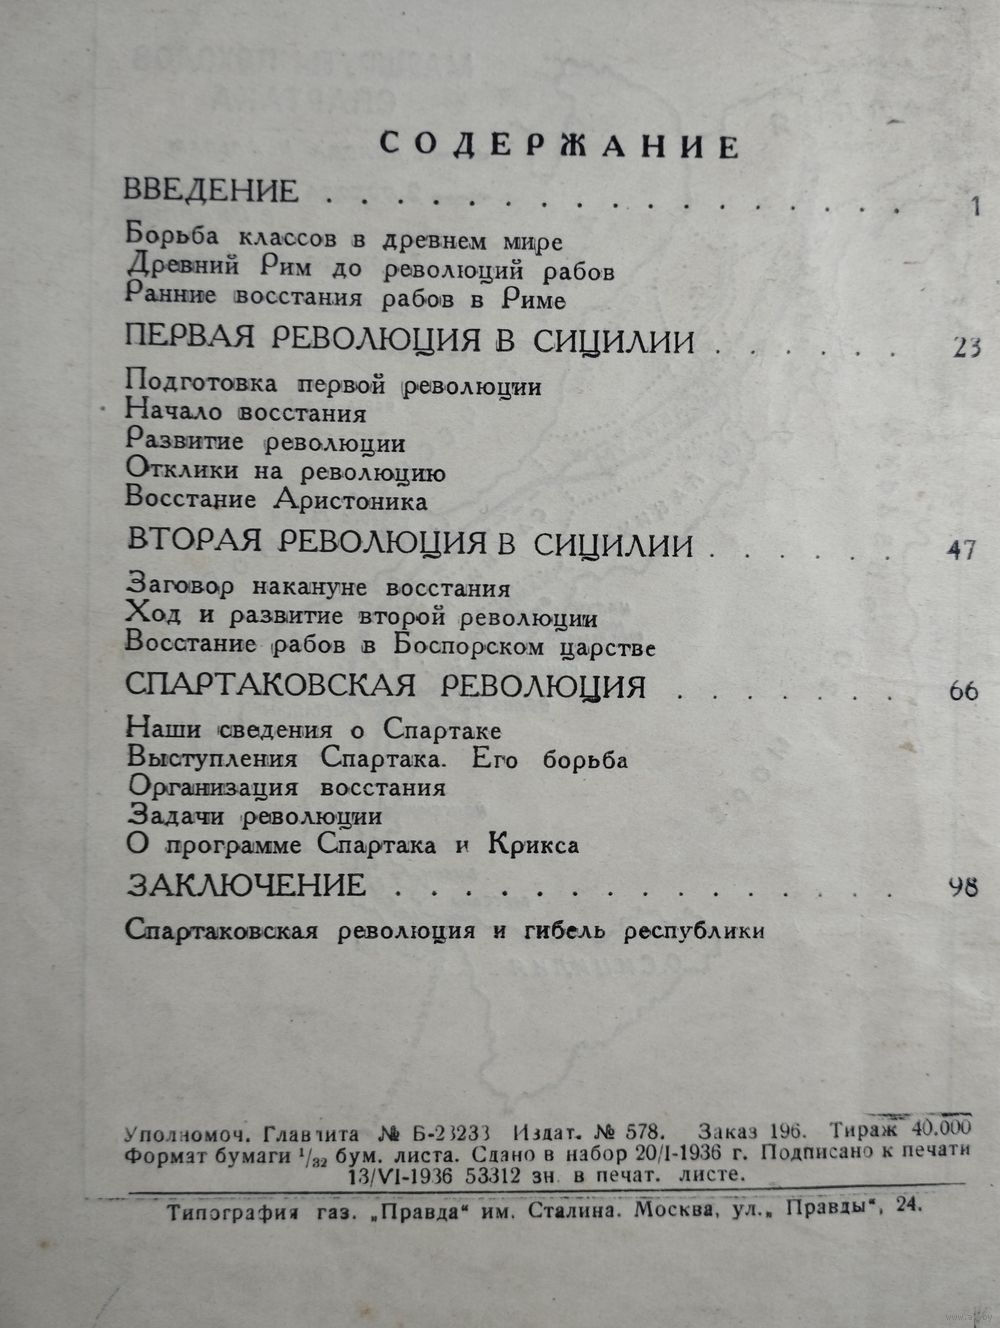 СОДЕРЖАНИЕ
ВВЕДЕНИЕ . . . . . . . . . . . . . . . . . 1
Борьба классов в древнем мире
Древний Рим до революций рабов
Ранние восстания рабов в Риме
ПЕРВАЯ РЕВОЛЮЦИЯ В СИЦИЛИИ . . . . . . 23
Подготовка первой революции
Начало восстания
Развитие революции
Отклики на революцию
Восстание Аристоника
ВТОРАЯ РЕВОЛЮЦИЯ В СИЦИЛИИ . . . . . . 47
Заговор накануне восстания
Ход и развитие второй революции
Восстание рабов в Боспорском царстве
СПАРТАКОВСКАЯ РЕВОЛЮЦИЯ . . . . . . . 66
Наши сведения о Спартаке
Выступления Спартака. Его борьба
Организация восстания
Задачи революции
О программе Спартака и Крикса
ЗАКЛЮЧЕНИЕ . . . . . . . . . . . . . . . 98
Спартаковская революция и гибель республики
Уполномоч. Главлита № Б-23233 Издат. № 578. Заказ 196. Тираж 40.000
Формат бумаги 1/32 бум. листа. Сдано в набор 20/I-1936 г. Подписано к печати
13/VI-1936 53312 зн. в печат. листе.
Типография газ. „Правда“ им. Сталина. Москва, ул.„ Правды“, 24.